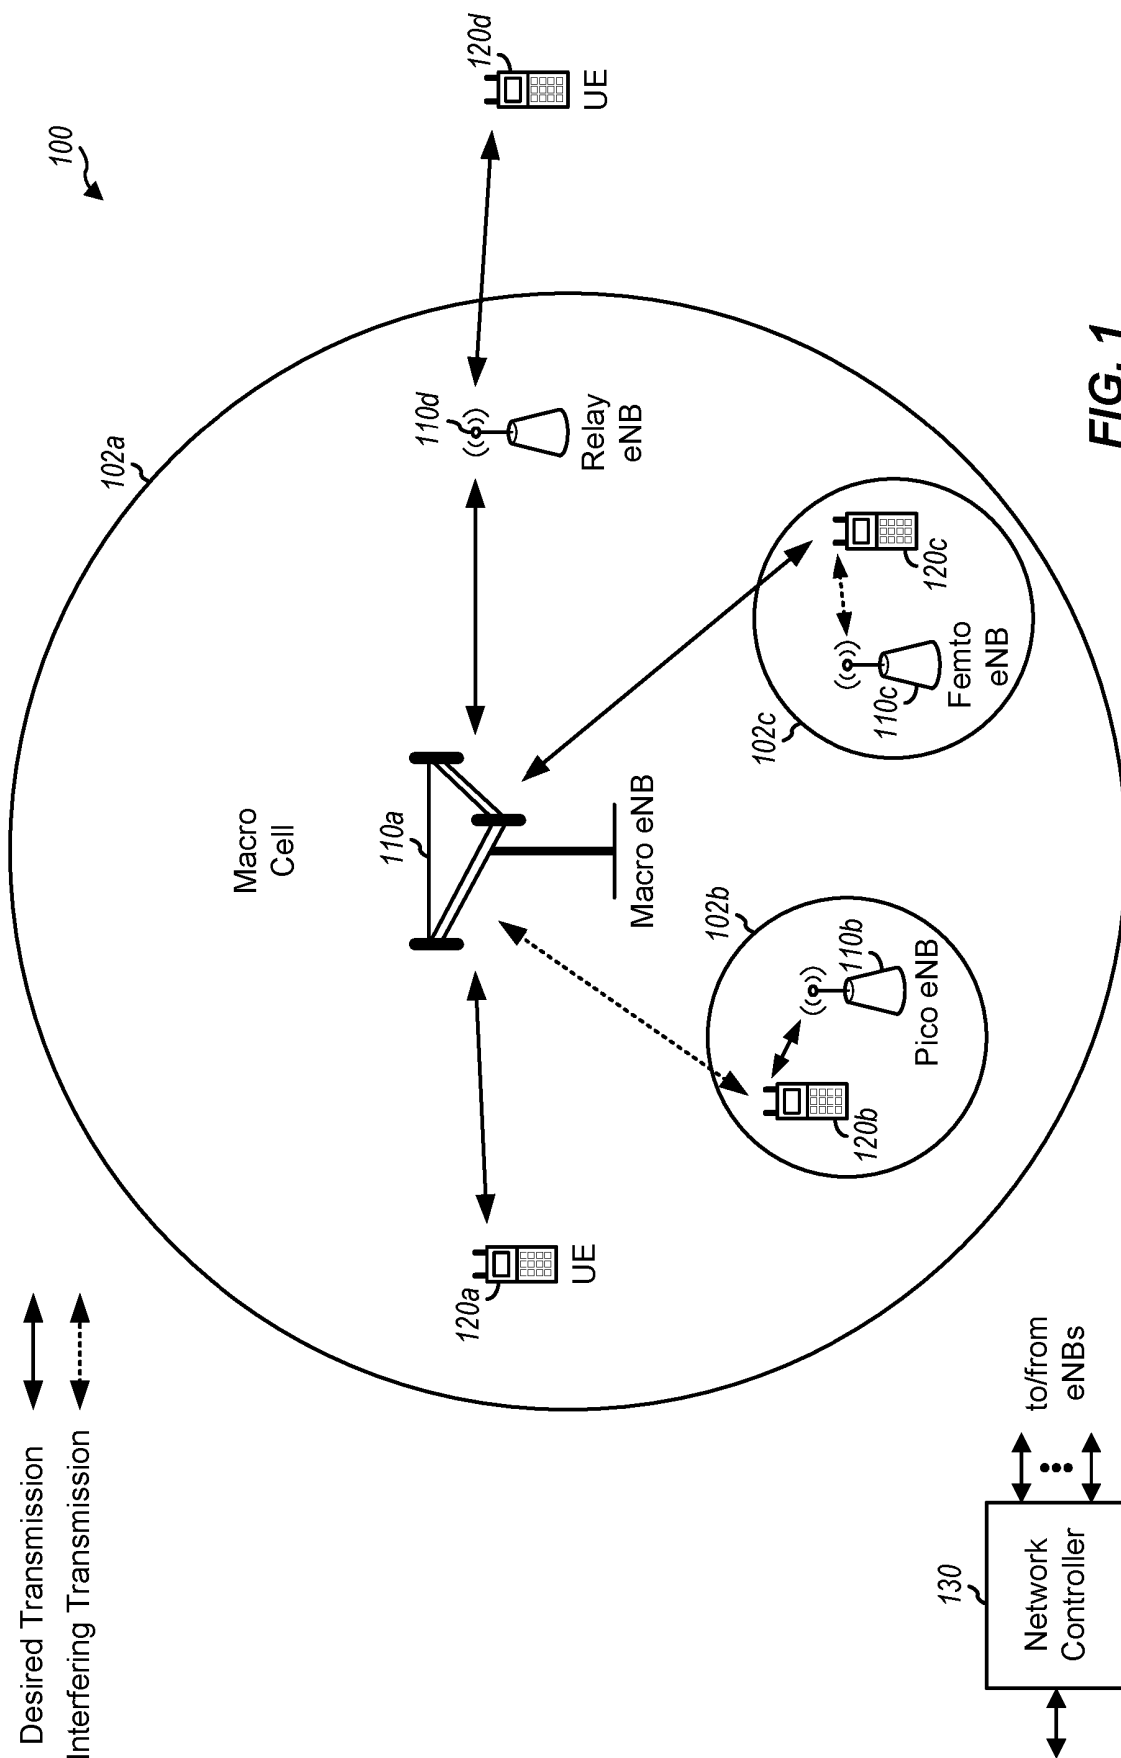 Desired Transmission
Interfering Transmission
100
102a
Macro
Cell
110a
Macro eNB
120a
UE
110d
Relay
eNB
120d
UE
102b
110b
Pico eNB
120b
102c
110c
Femto
eNB
120c
130
Network
Controller
to/from
eNBs
FIG. 1